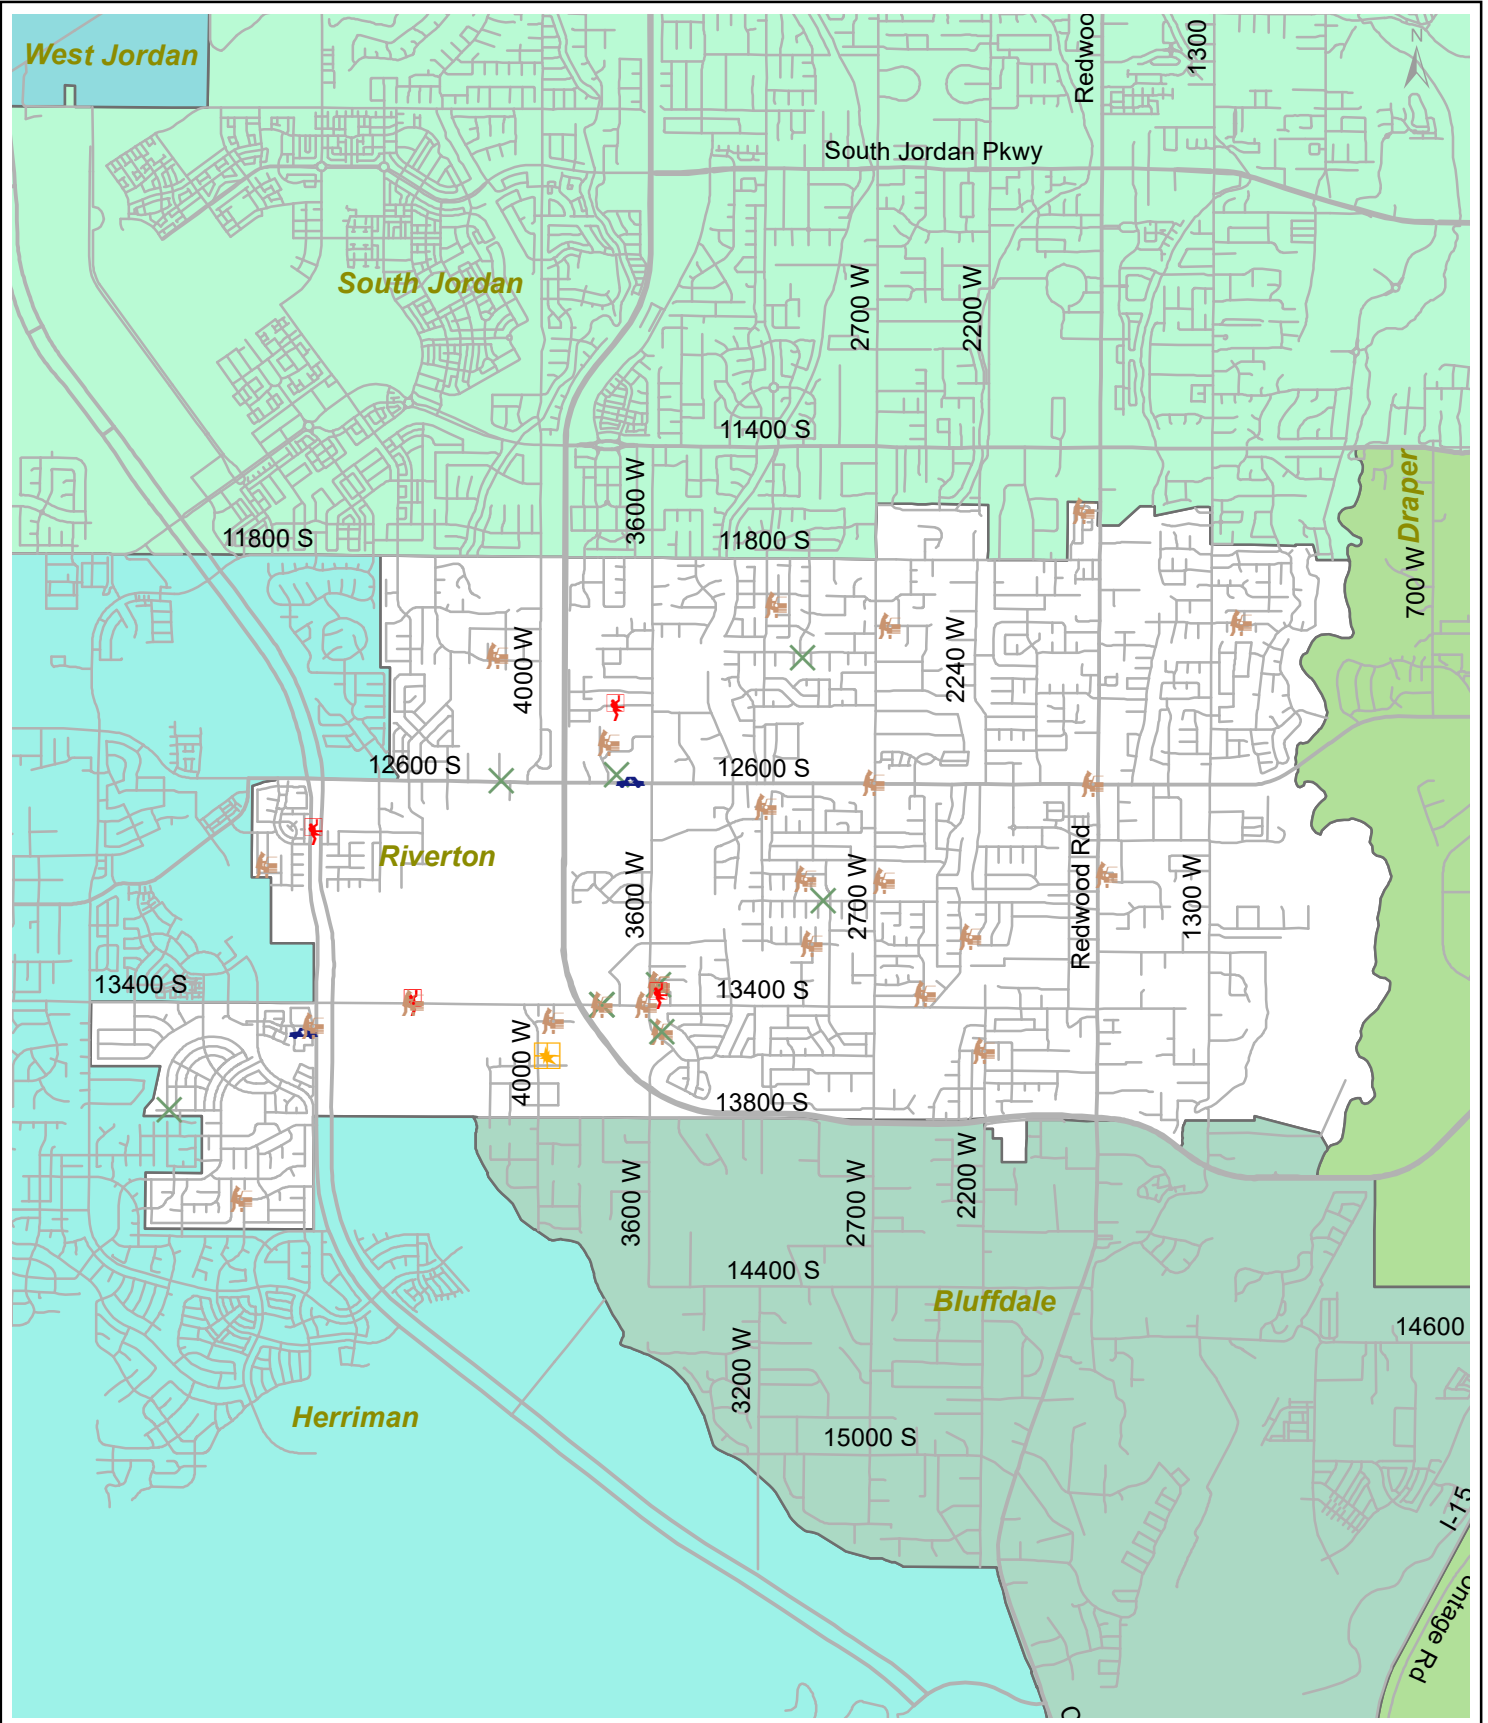 West Jordan
Redwoo
1300
N
South Jordan Pkwy
South Jordan
2700 W
2200 W
11400 S
Draper
3600 W
11800 S
11800 S
700 W
4000 W
2240 W
12600 S
12600 S
Riverton
3600 W
2700 W
Redwood Rd
1300 W
13400 S
13400 S
4000 W
13800 S
3600 W
2700 W
2200 W
14400 S
Bluffdale
14600
3200 W
Herriman
15000 S
I-15
ontage Rd